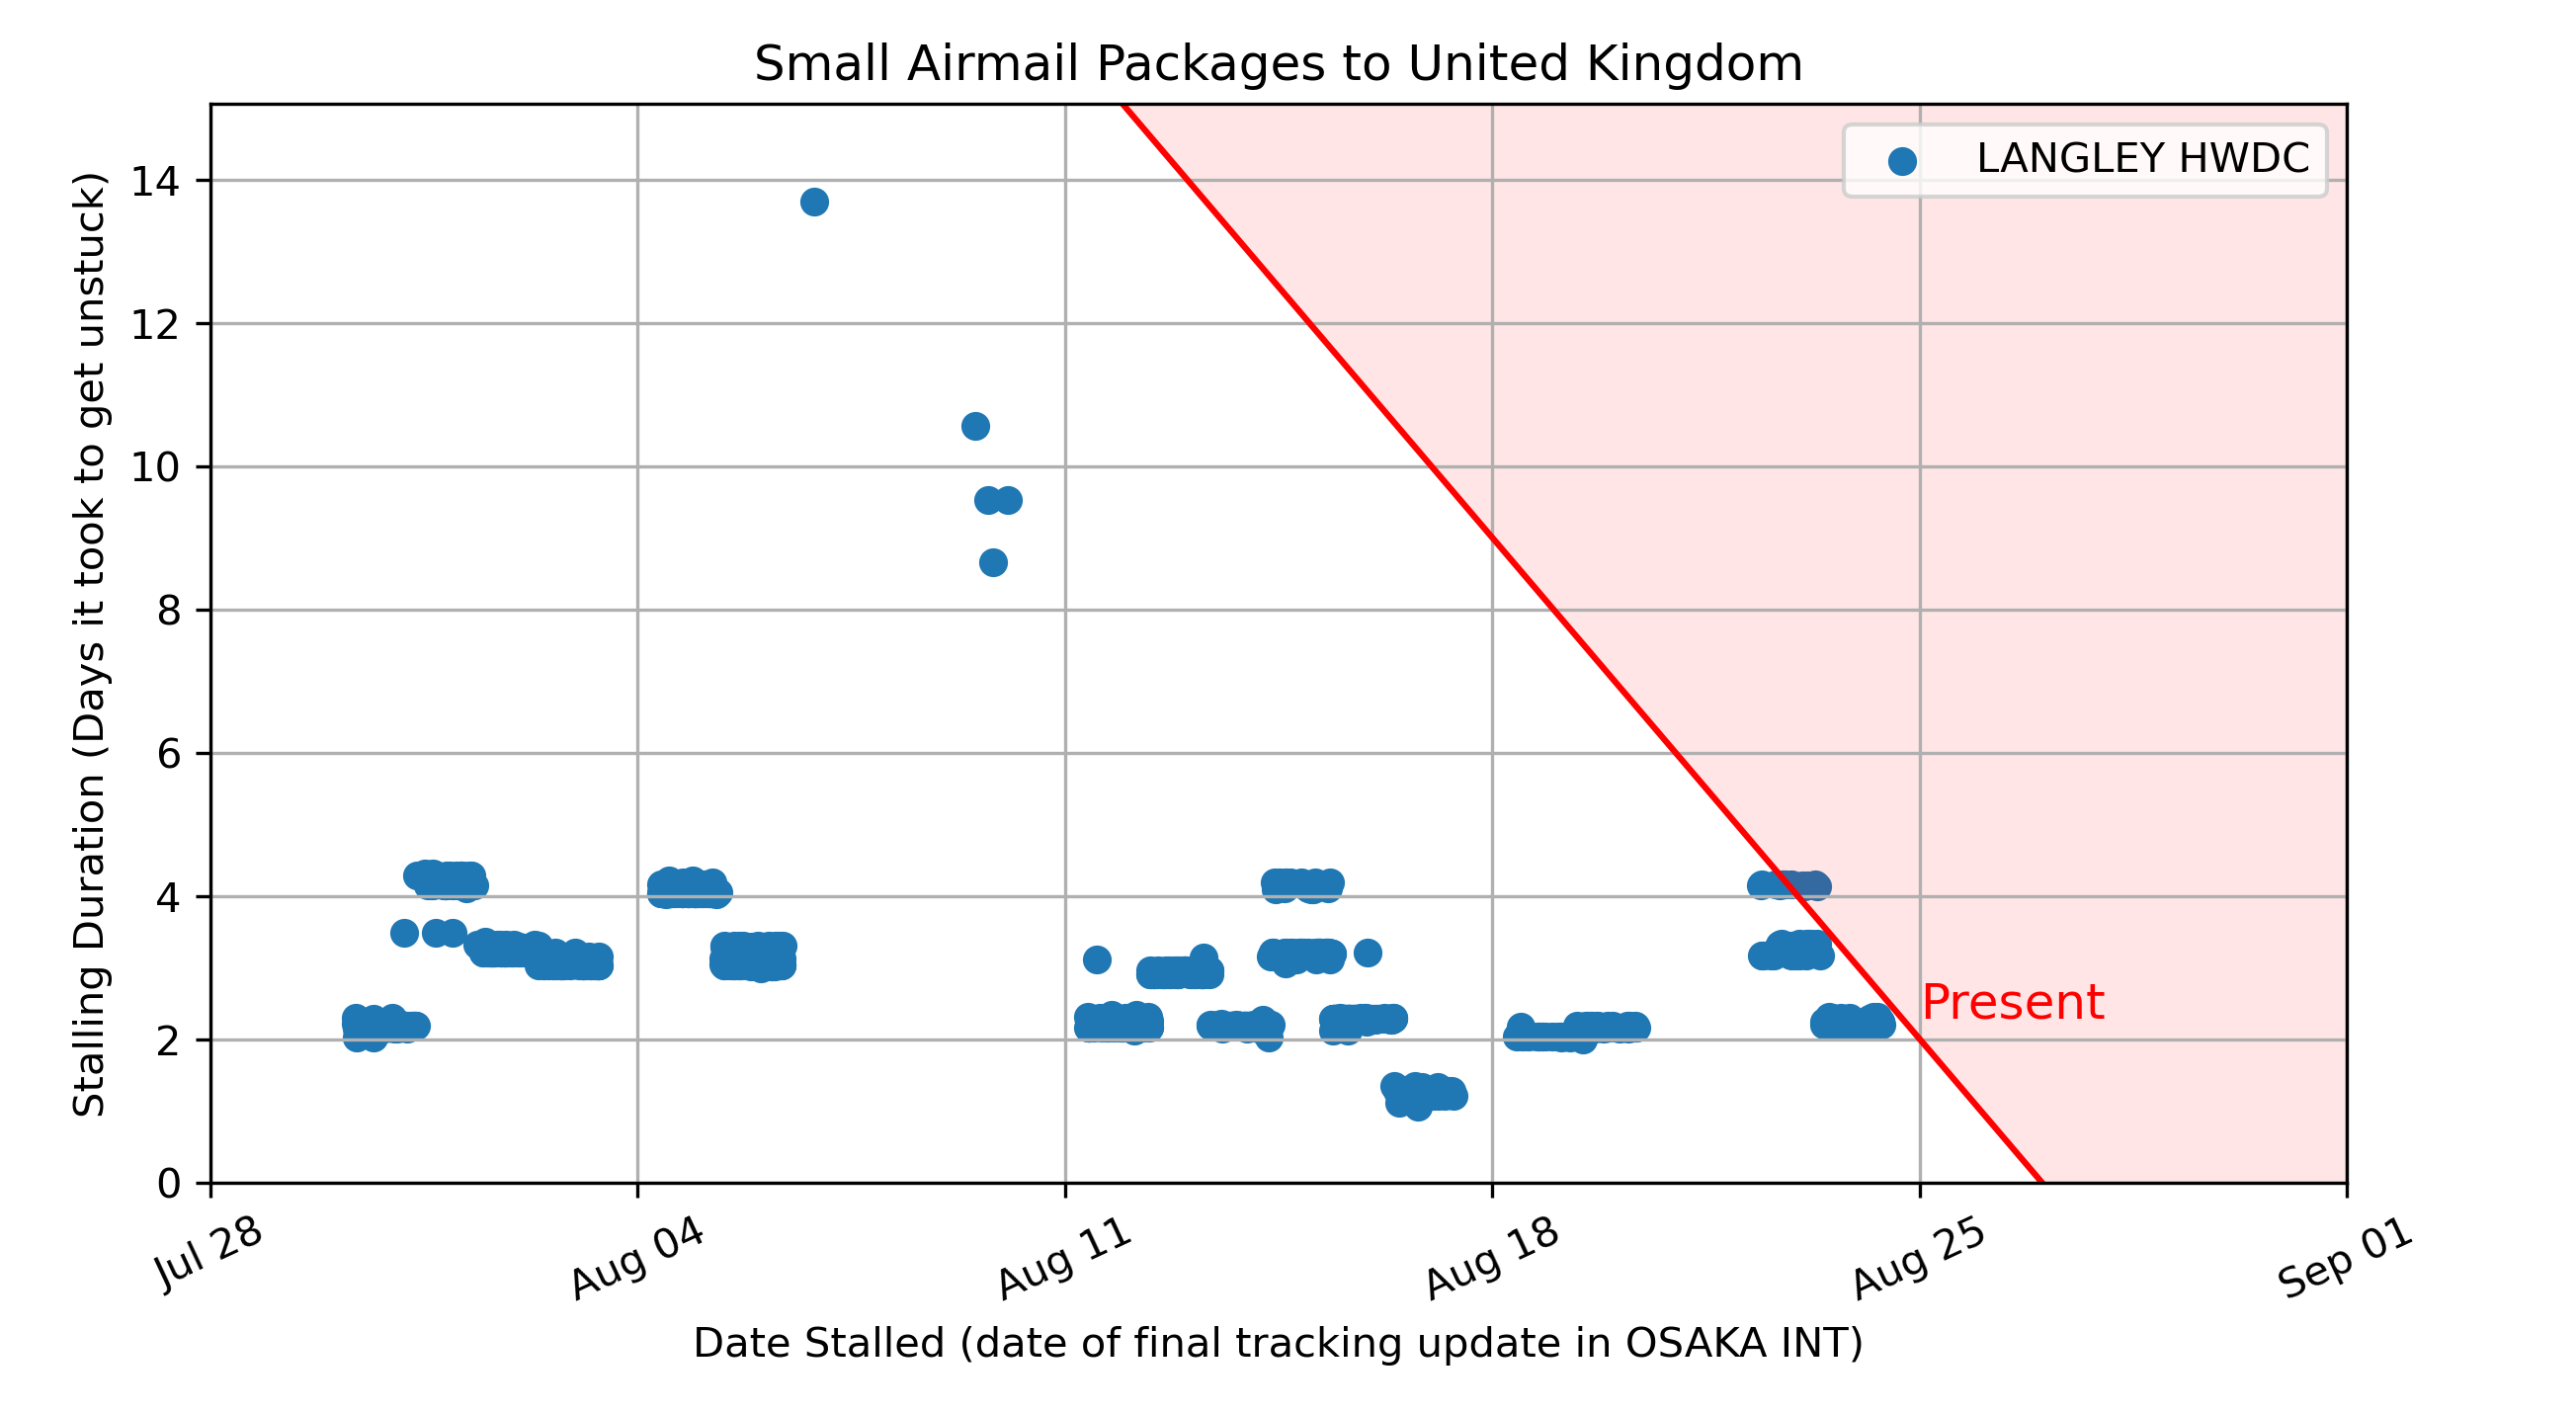 Small Airmail Packages to United Kingdom
LANGLEY HWDC
Stalling Duration (Days it took to get unstuck)
14
12
10
8
6
4
2
0
Present
Jul 28
Aug 04
Aug 11
Aug 18
Aug 25
Sep 01
Date Stalled (date of final tracking update in OSAKA INT)